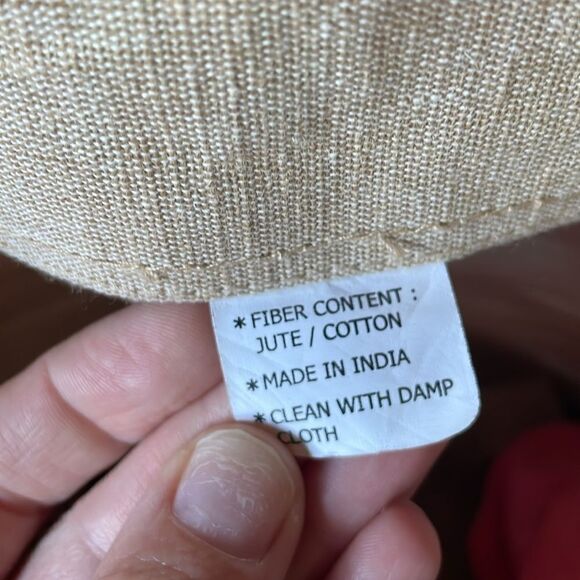 * FIBER CONTENT :
JUTE / COTTON
* MADE IN INDIA
* CLEAN WITH DAMP
CLOTH